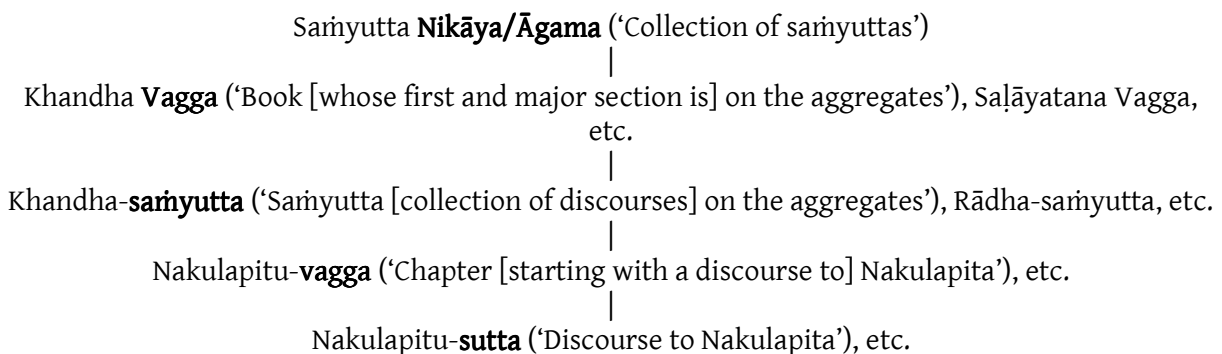 Saṁyutta Nikāya/Āgama (‘Collection of saṁyuttas’)
|
Khandha Vagga (‘Book [whose first and major section is] on the aggregates’), Saḷāyatana Vagga,
etc.
|
Khandha-saṁyutta (‘Saṁyutta [collection of discourses] on the aggregates’), Rādha-saṁyutta, etc.
|
Nakulapitu-vagga (‘Chapter [starting with a discourse to] Nakulapita’), etc.
|
Nakulapitu-sutta (‘Discourse to Nakulapita’), etc.